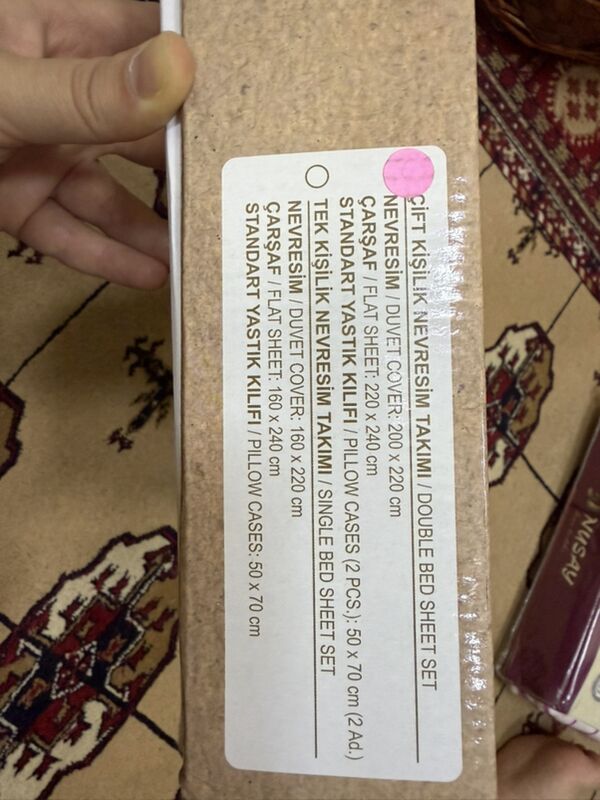 ÇİFT KİŞİLİK NEVRESİM TAKIMI / DOUBLE BED SHEET SET
NEVRESİM / DUVET COVER: 200 x 220 cm
ÇARŞAF / FLAT SHEET: 220 x 240 cm
STANDART YASTIK KILIFI / PILLOW CASES (2 PCS.): 50 x 70 cm (2 Ad.)
TEK KİŞİLİK NEVRESİM TAKIMI / SINGLE BED SHEET SET
NEVRESİM / DUVET COVER: 160 x 220 cm
ÇARŞAF / FLAT SHEET: 160 x 240 cm
STANDART YASTIK KILIFI / PILLOW CASES: 50 x 70 cm
NUSAY